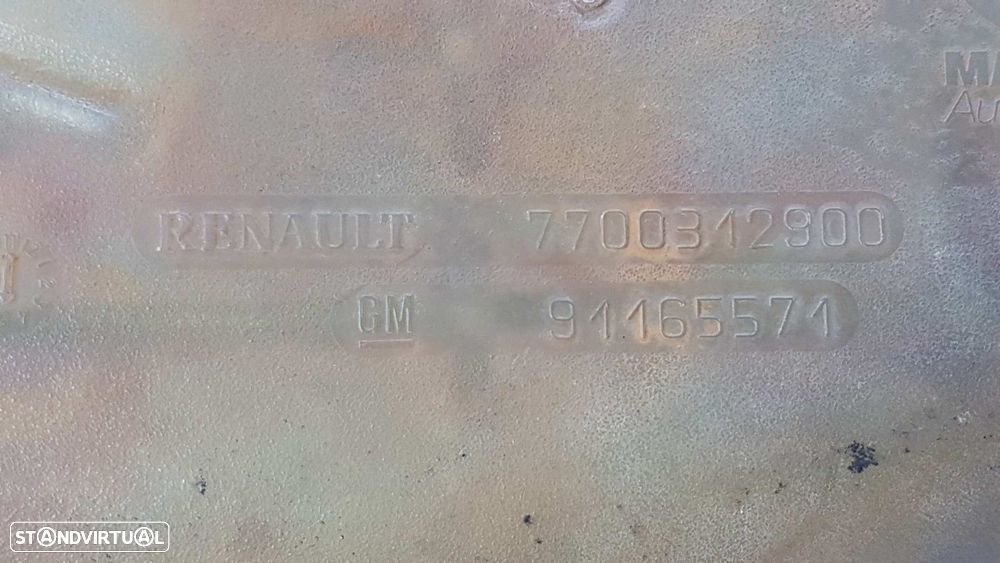 RENAULT 7700312900
GM 91165571
STANDVIRTUAL